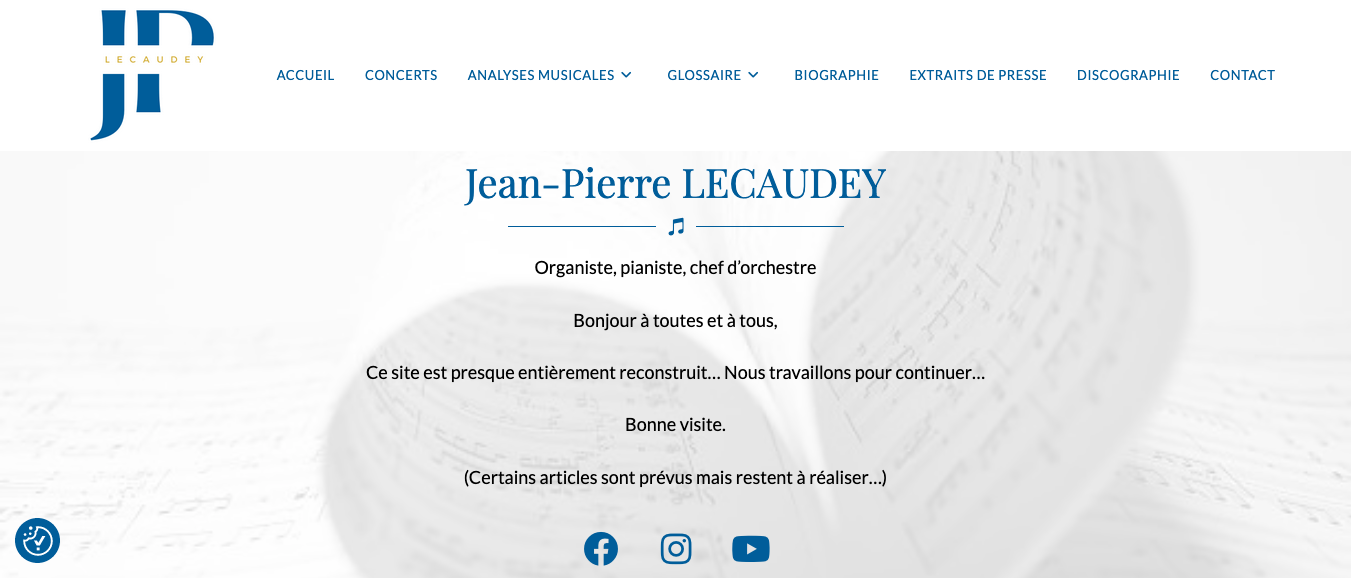 JP
LECAUDEY
ACCUEIL CONCERTS ANALYSES MUSICALES GLOSSAIRE BIOGRAPHIE EXTRAITS DE PRESSE DISCOGRAPHIE CONTACT
Jean-Pierre LECAUDEY
Organiste, pianiste, chef d’orchestre
Bonjour à toutes et à tous,
Ce site est presque entièrement reconstruit… Nous travaillons pour continuer…
Bonne visite.
(Certains articles sont prévus mais restent à réaliser…)